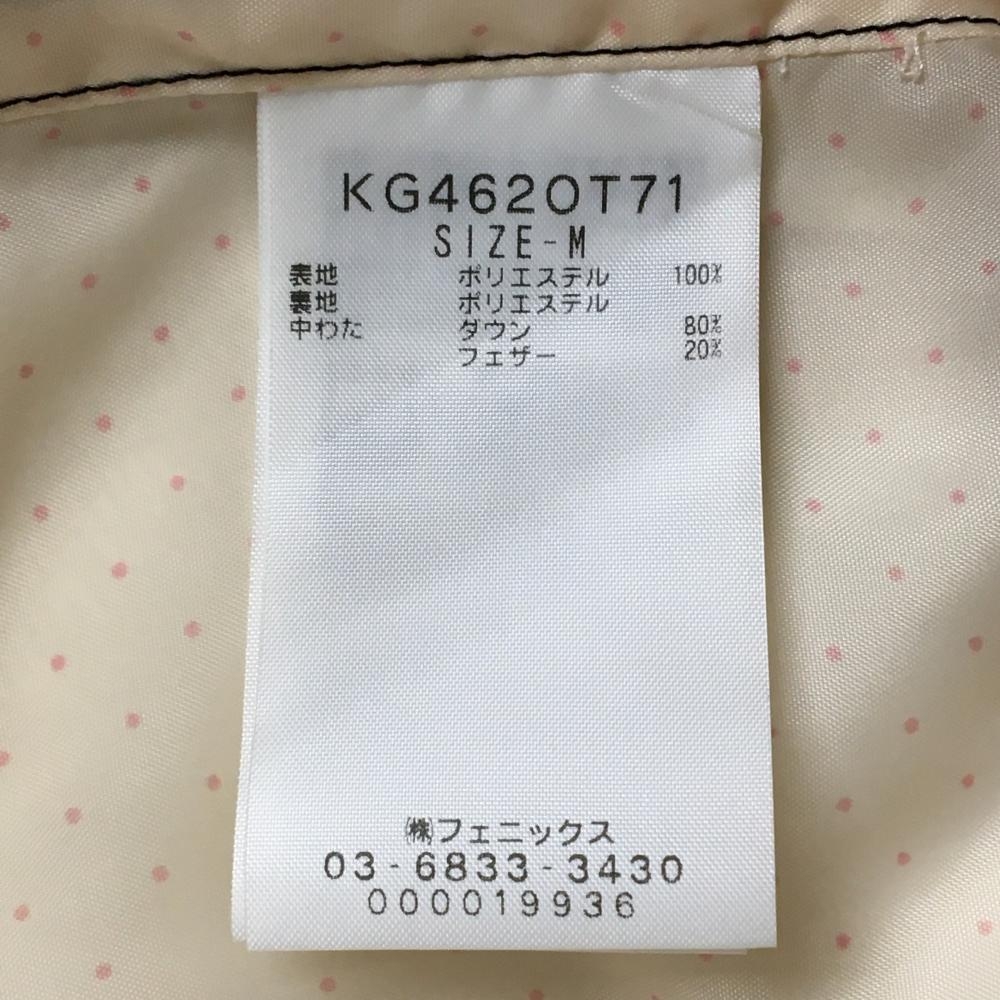 KG4620T71
SIZE-M
表地 ポリエステル 100%
裏地 ポリエステル
中わた ダウン 80%
フェザー 20%
㈱フェニックス
03-6833-3430
000019936